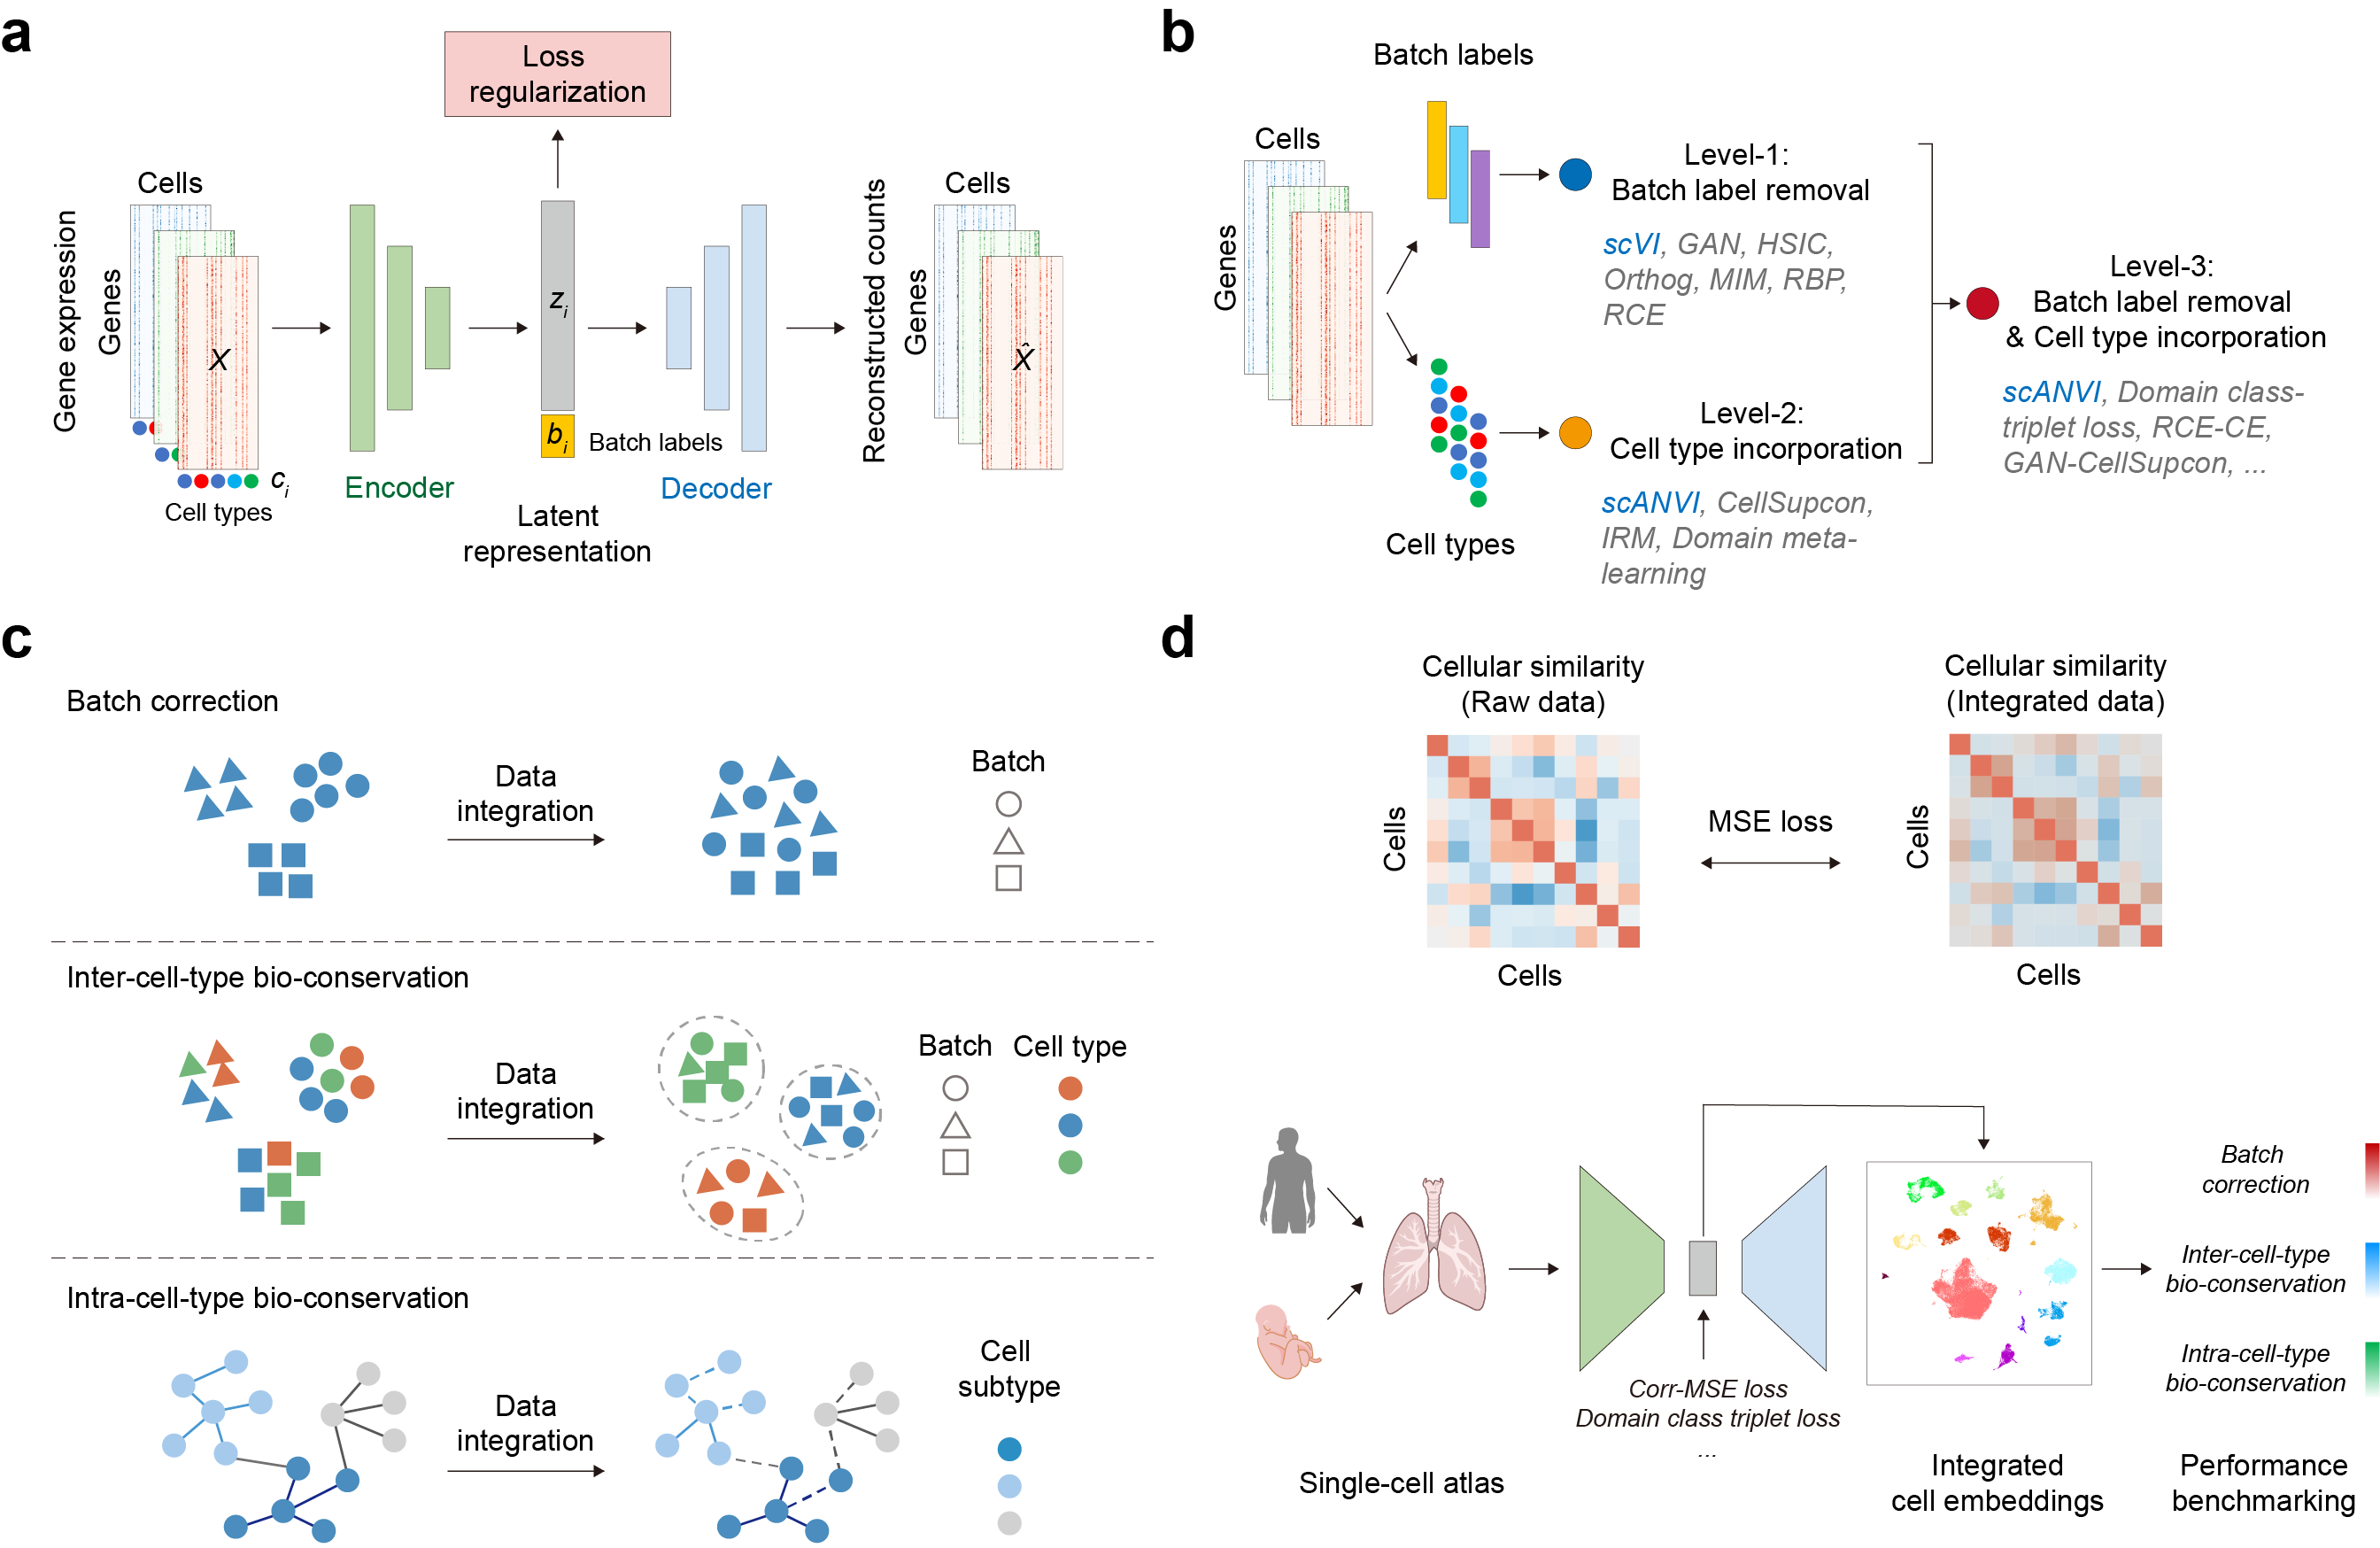 a
Loss
regularization
Cells
Gene expression
Genes
X
c_i
Cell types
Encoder
z_i
b_i
Batch labels
Latent
representation
Decoder
Reconstructed counts
Genes
Cells
X̂
b
Batch labels
Cells
Genes
Level-1:
Batch label removal
scVI, GAN, HSIC,
Orthog, MIM, RBP,
RCE
Cell types
Level-2:
Cell type incorporation
scANVI, CellSupcon,
IRM, Domain meta-
learning
Level-3:
Batch label removal
& Cell type incorporation
scANVI, Domain class-
triplet loss, RCE-CE,
GAN-CellSupcon, ...
c
Batch correction
Data
integration
Batch
Inter-cell-type bio-conservation
Data
integration
Batch
Cell type
Intra-cell-type bio-conservation
Data
integration
Cell
subtype
d
Cellular similarity
(Raw data)
Cells
Cells
MSE loss
Cellular similarity
(Integrated data)
Cells
Cells
Single-cell atlas
Corr-MSE loss
Domain class triplet loss
...
Integrated
cell embeddings
Batch
correction
Inter-cell-type
bio-conservation
Intra-cell-type
bio-conservation
Performance
benchmarking